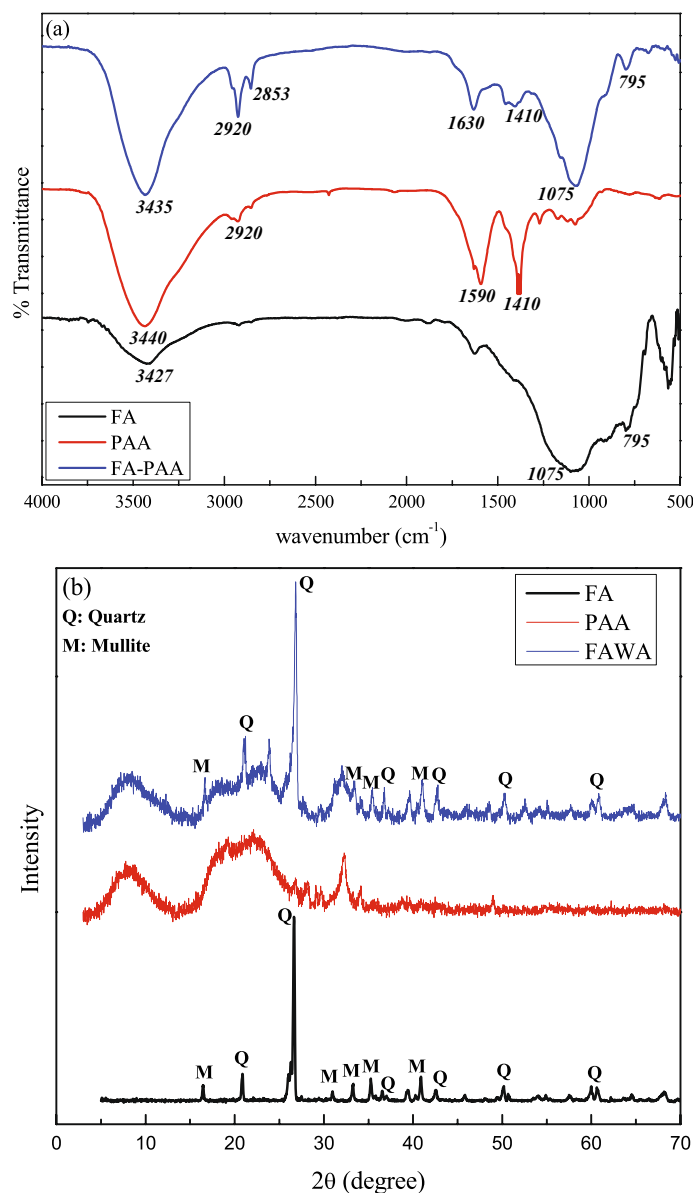 (a)
2853
795
2920
1630
1410
3435
1075
2920
1590
1410
3440
3427
1075
795
% Transmittance
FA
PAA
FA-PAA
4000 3500 3000 2500 2000 1500 1000 500
wavenumber (cm⁻¹)
(b)
Q: Quartz
M: Mullite
FA
PAA
FAWA
Q
M Q M M Q M Q Q Q
Q
M Q M M M Q M Q Q Q
Intensity
0 10 20 30 40 50 60 70
2θ (degree)